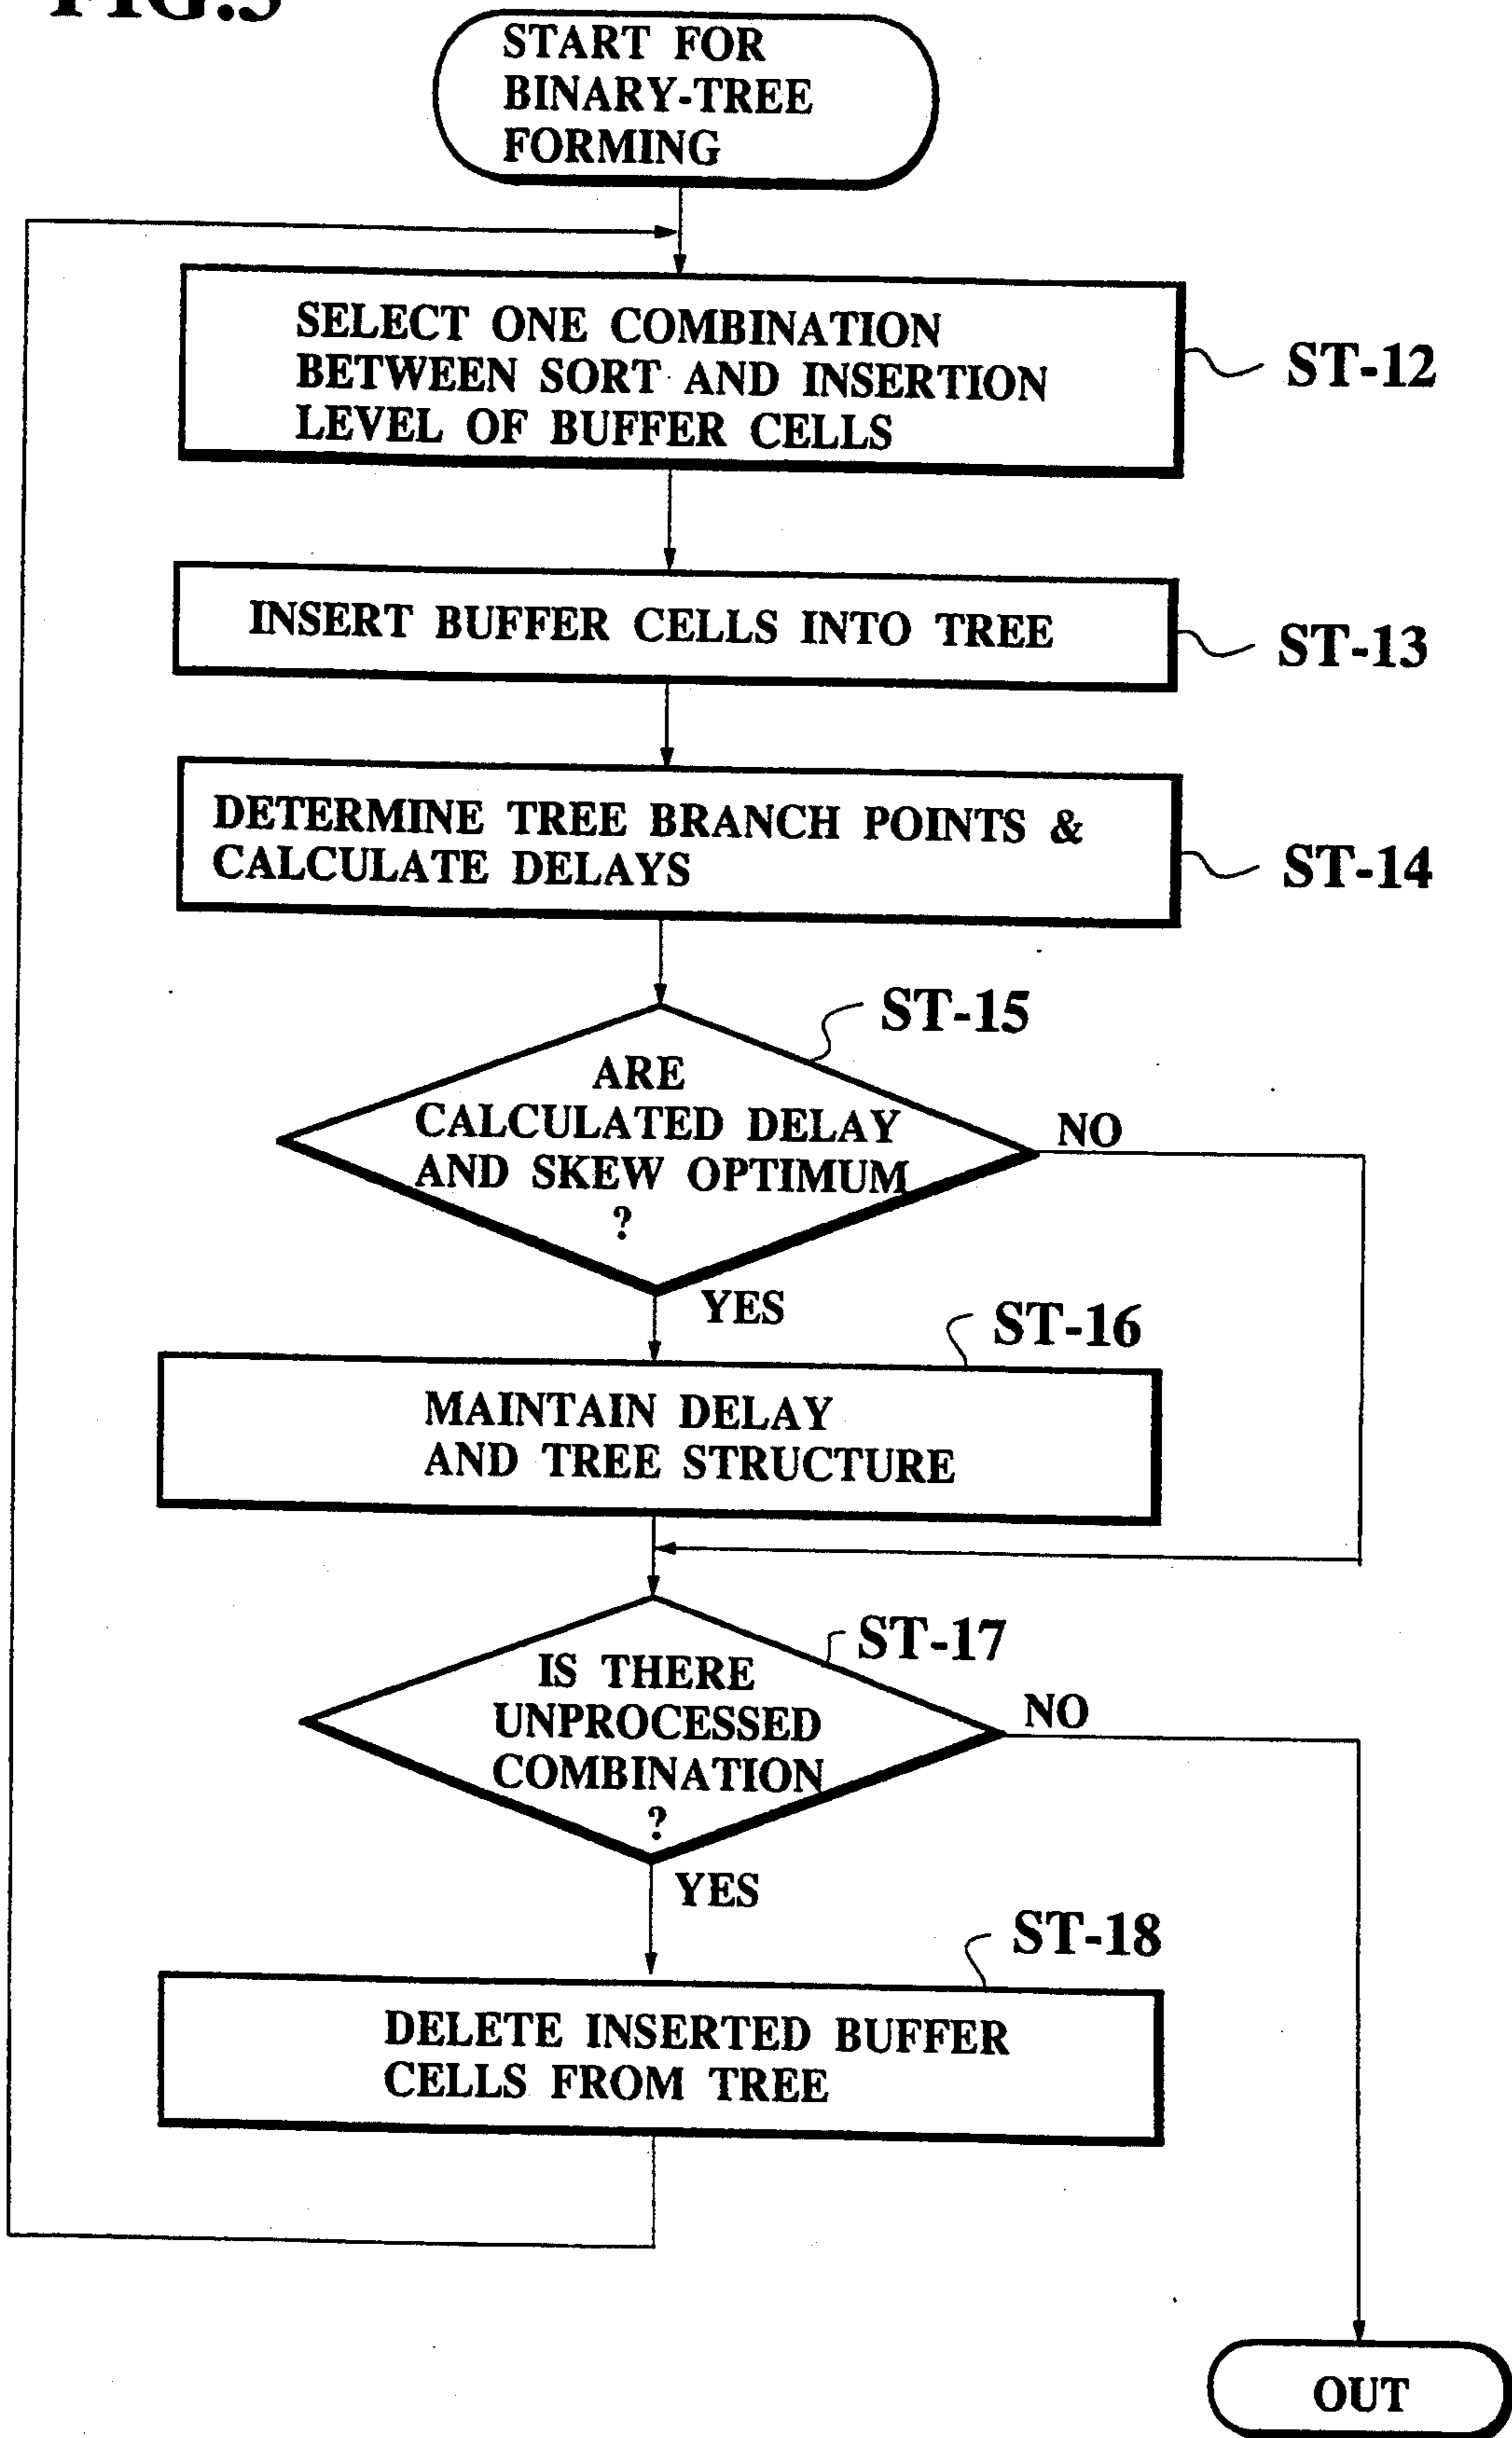 START FOR
BINARY-TREE
FORMING
SELECT ONE COMBINATION
BETWEEN SORT AND INSERTION
LEVEL OF BUFFER CELLS
ST-12
INSERT BUFFER CELLS INTO TREE
ST-13
DETERMINE TREE BRANCH POINTS &
CALCULATE DELAYS
ST-14
ST-15
ARE
CALCULATED DELAY
AND SKEW OPTIMUM
?
NO
YES
ST-16
MAINTAIN DELAY
AND TREE STRUCTURE
ST-17
IS THERE
UNPROCESSED
COMBINATION
?
NO
YES
ST-18
DELETE INSERTED BUFFER
CELLS FROM TREE
OUT